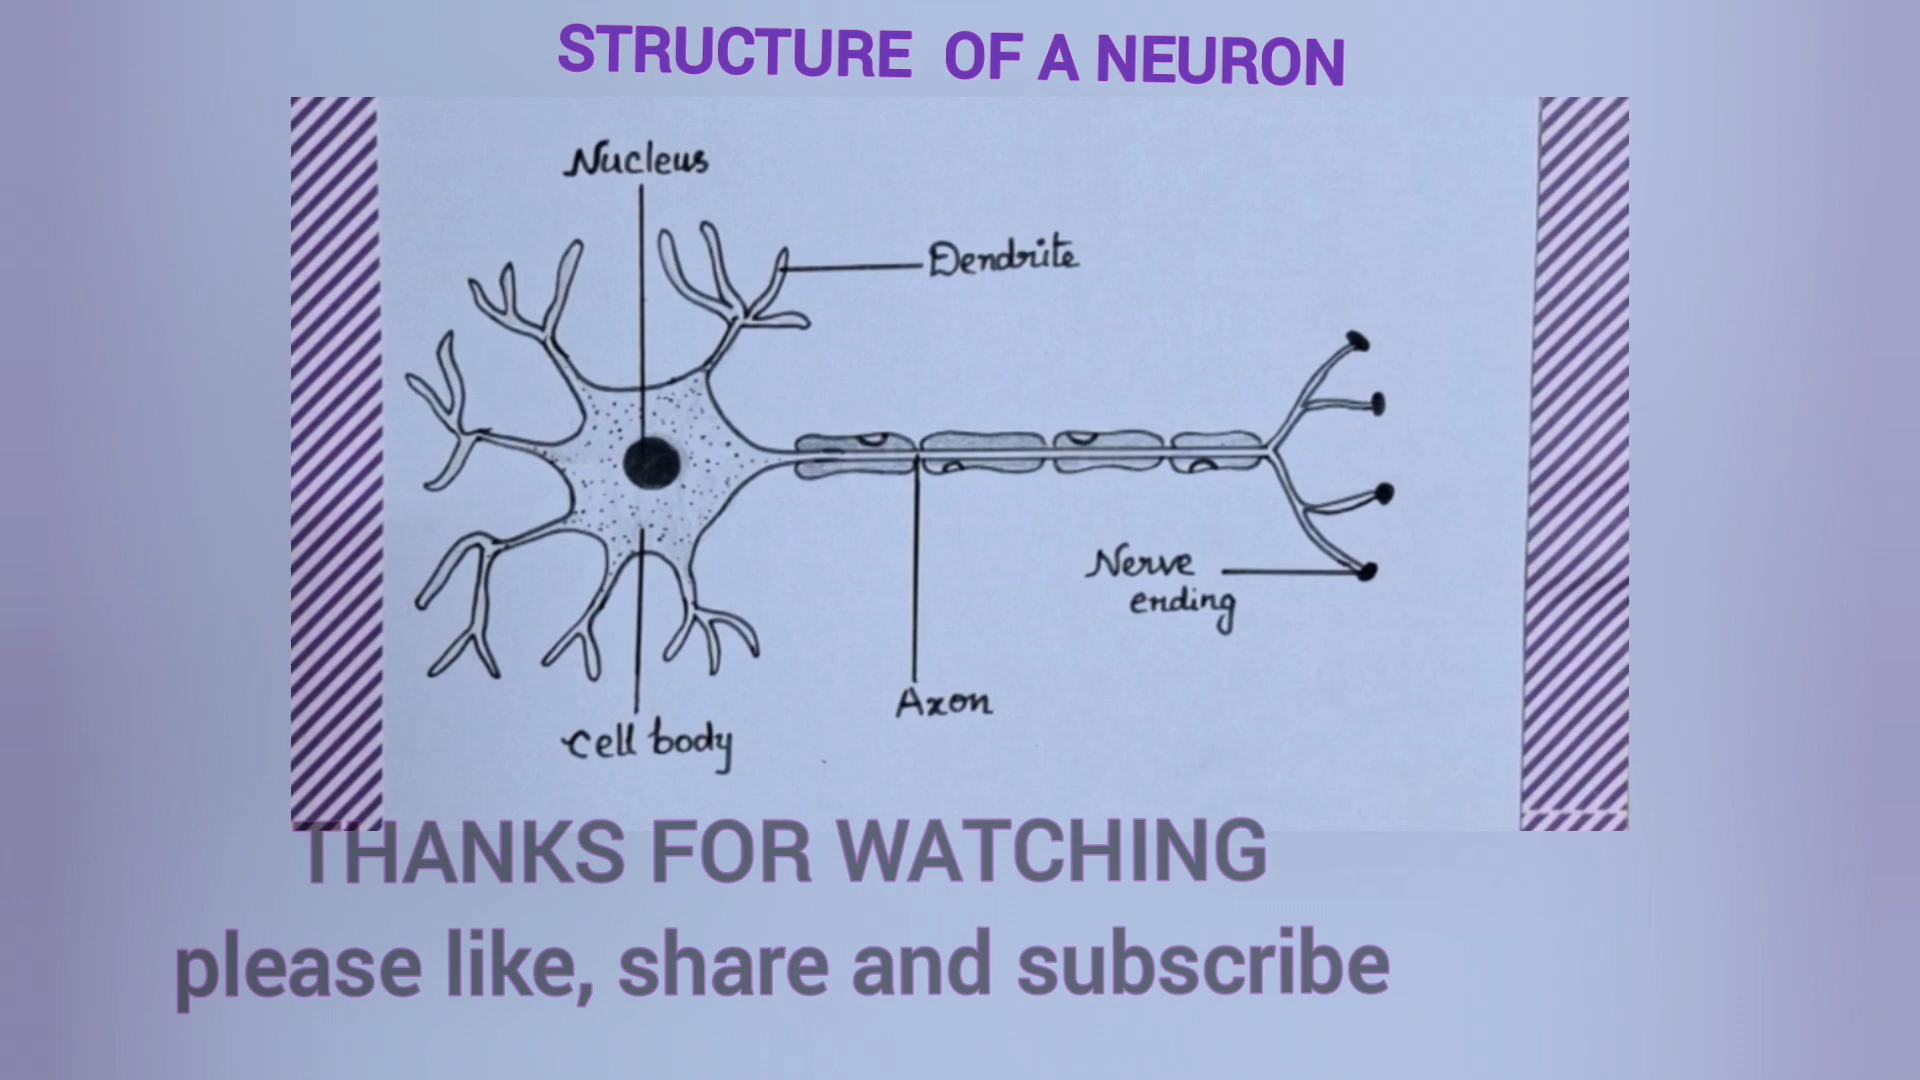 STRUCTURE OF A NEURON
Nucleus
Dendrite
Nerve
ending
Axon
Cell body
THANKS FOR WATCHING
please like, share and subscribe